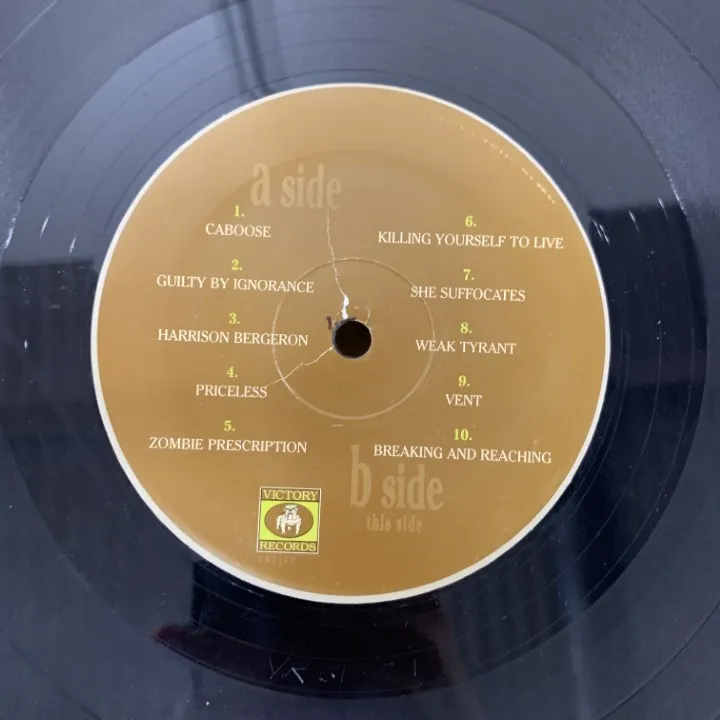 a side
1.
CABOOSE
2.
GUILTY BY IGNORANCE
3.
HARRISON BERGERON
4.
PRICELESS
5.
ZOMBIE PRESCRIPTION
6.
KILLING YOURSELF TO LIVE
7.
SHE SUFFOCATES
8.
WEAK TYRANT
9.
VENT
10.
BREAKING AND REACHING
b side
this side
VICTORY
RECORDS